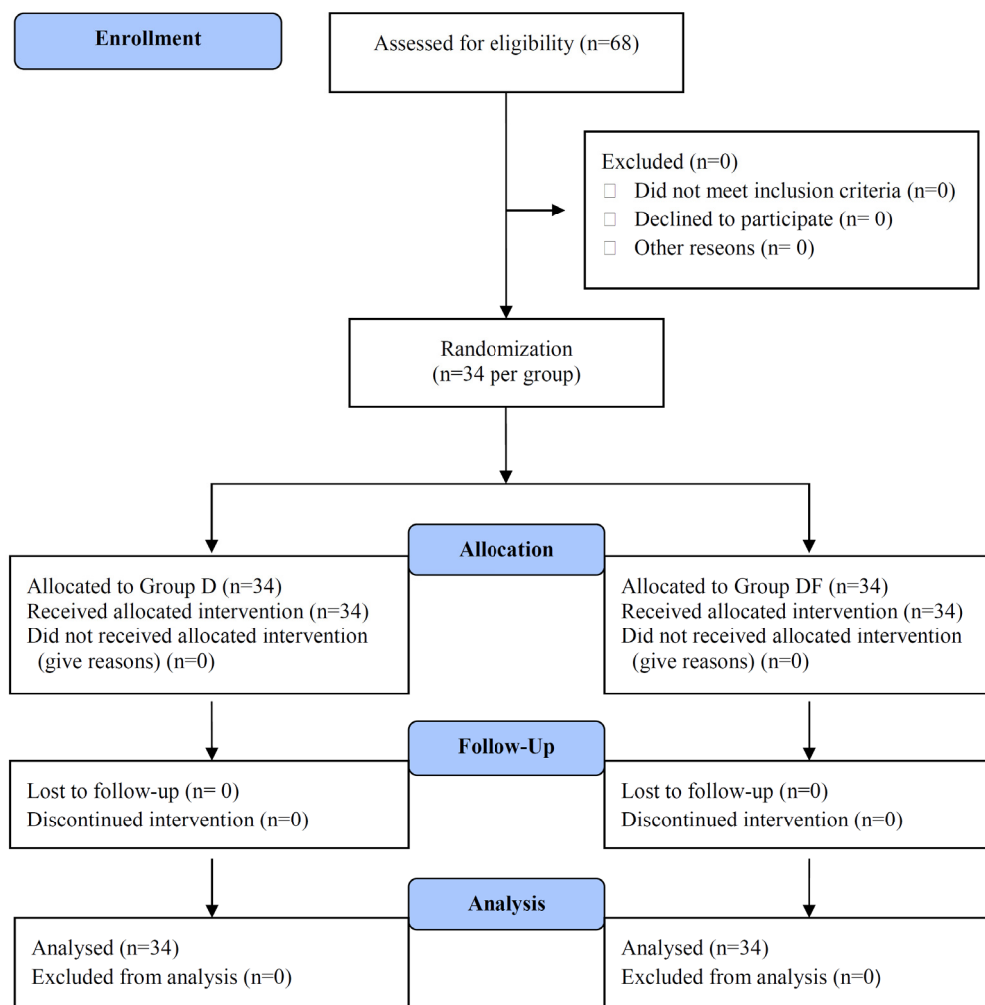 Enrollment
Assessed for eligibility (n=68)
Excluded (n=0)
□ Did not meet inclusion criteria (n=0)
□ Declined to participate (n= 0)
□ Other reseons (n= 0)
Randomization
(n=34 per group)
Allocation
Allocated to Group D (n=34)
Received allocated intervention (n=34)
Did not received allocated intervention
(give reasons) (n=0)
Allocated to Group DF (n=34)
Received allocated intervention (n=34)
Did not received allocated intervention
(give reasons) (n=0)
Follow-Up
Lost to follow-up (n= 0)
Discontinued intervention (n=0)
Lost to follow-up (n=0)
Discontinued intervention (n=0)
Analysis
Analysed (n=34)
Excluded from analysis (n=0)
Analysed (n=34)
Excluded from analysis (n=0)